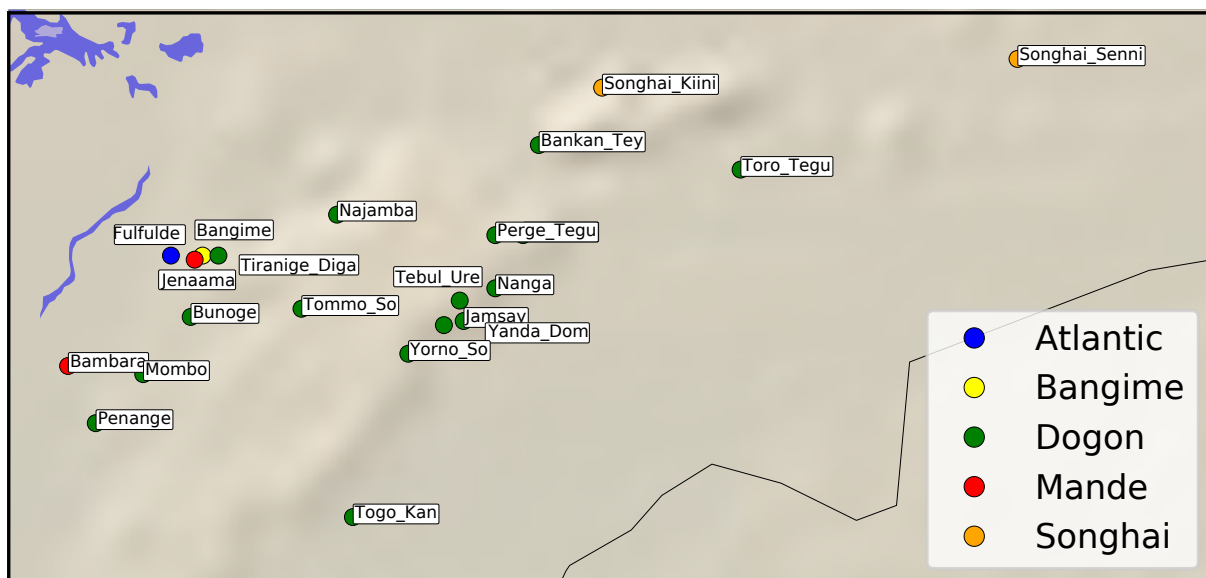 Songhai_Senni
Songhai_Kiini
Bankan_Tey
Toro_Tegu
Najamba
Fulfulde
Bangime
Perge_Tegu
Tiranige_Diga
Jenaama
Tebul_Ure
Nanga
Bunoge
Tommo_So
Jamsay
Yanda_Dom
Yorno_So
Bambara
Mombo
Penange
Togo_Kan
Atlantic
Bangime
Dogon
Mande
Songhai